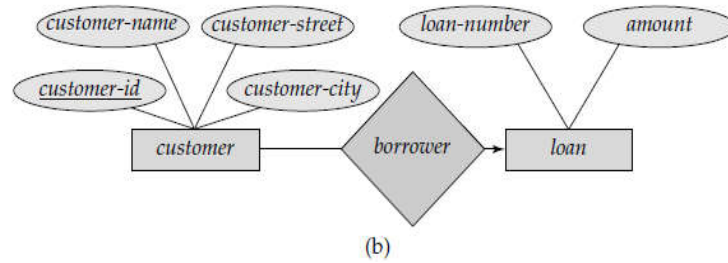 customer-name customer-street loan-number amount
customer-id customer-city
customer borrower loan
(b)